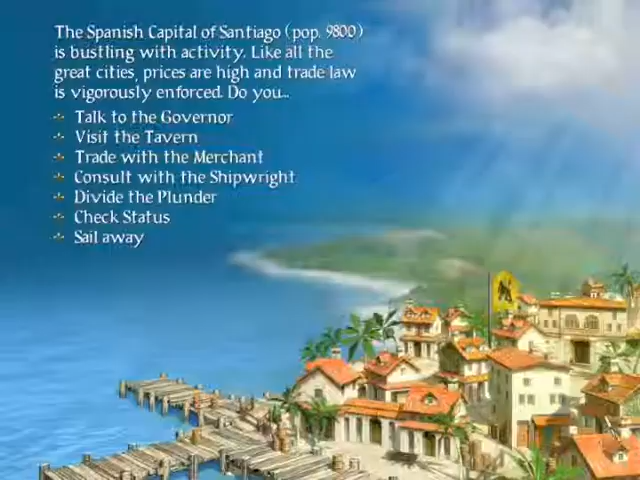 The Spanish Capital of Santiago (pop. 9800)
is bustling with activity. Like all the
great cities, prices are high and trade law
is vigorously enforced. Do you...
Talk to the Governor
Visit the Tavern
Trade with the Merchant
Consult with the Shipwright
Divide the Plunder
Check Status
Sail away